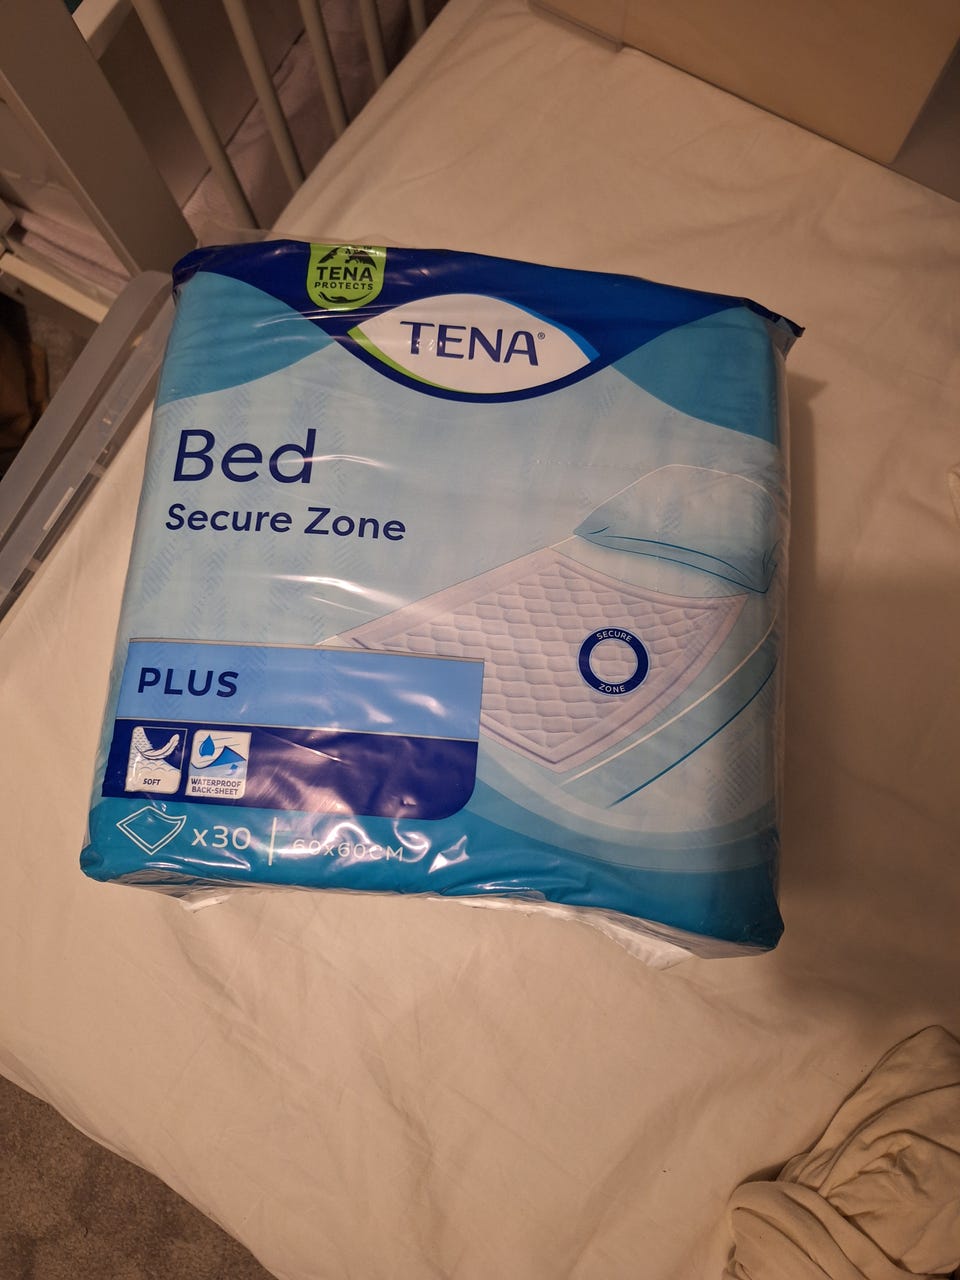 TENA
PROTECTS
TENA®
Bed
Secure Zone
SECURE
ZONE
PLUS
SOFT
WATERPROOF
BACK-SHEET
x30 | 60x60CM